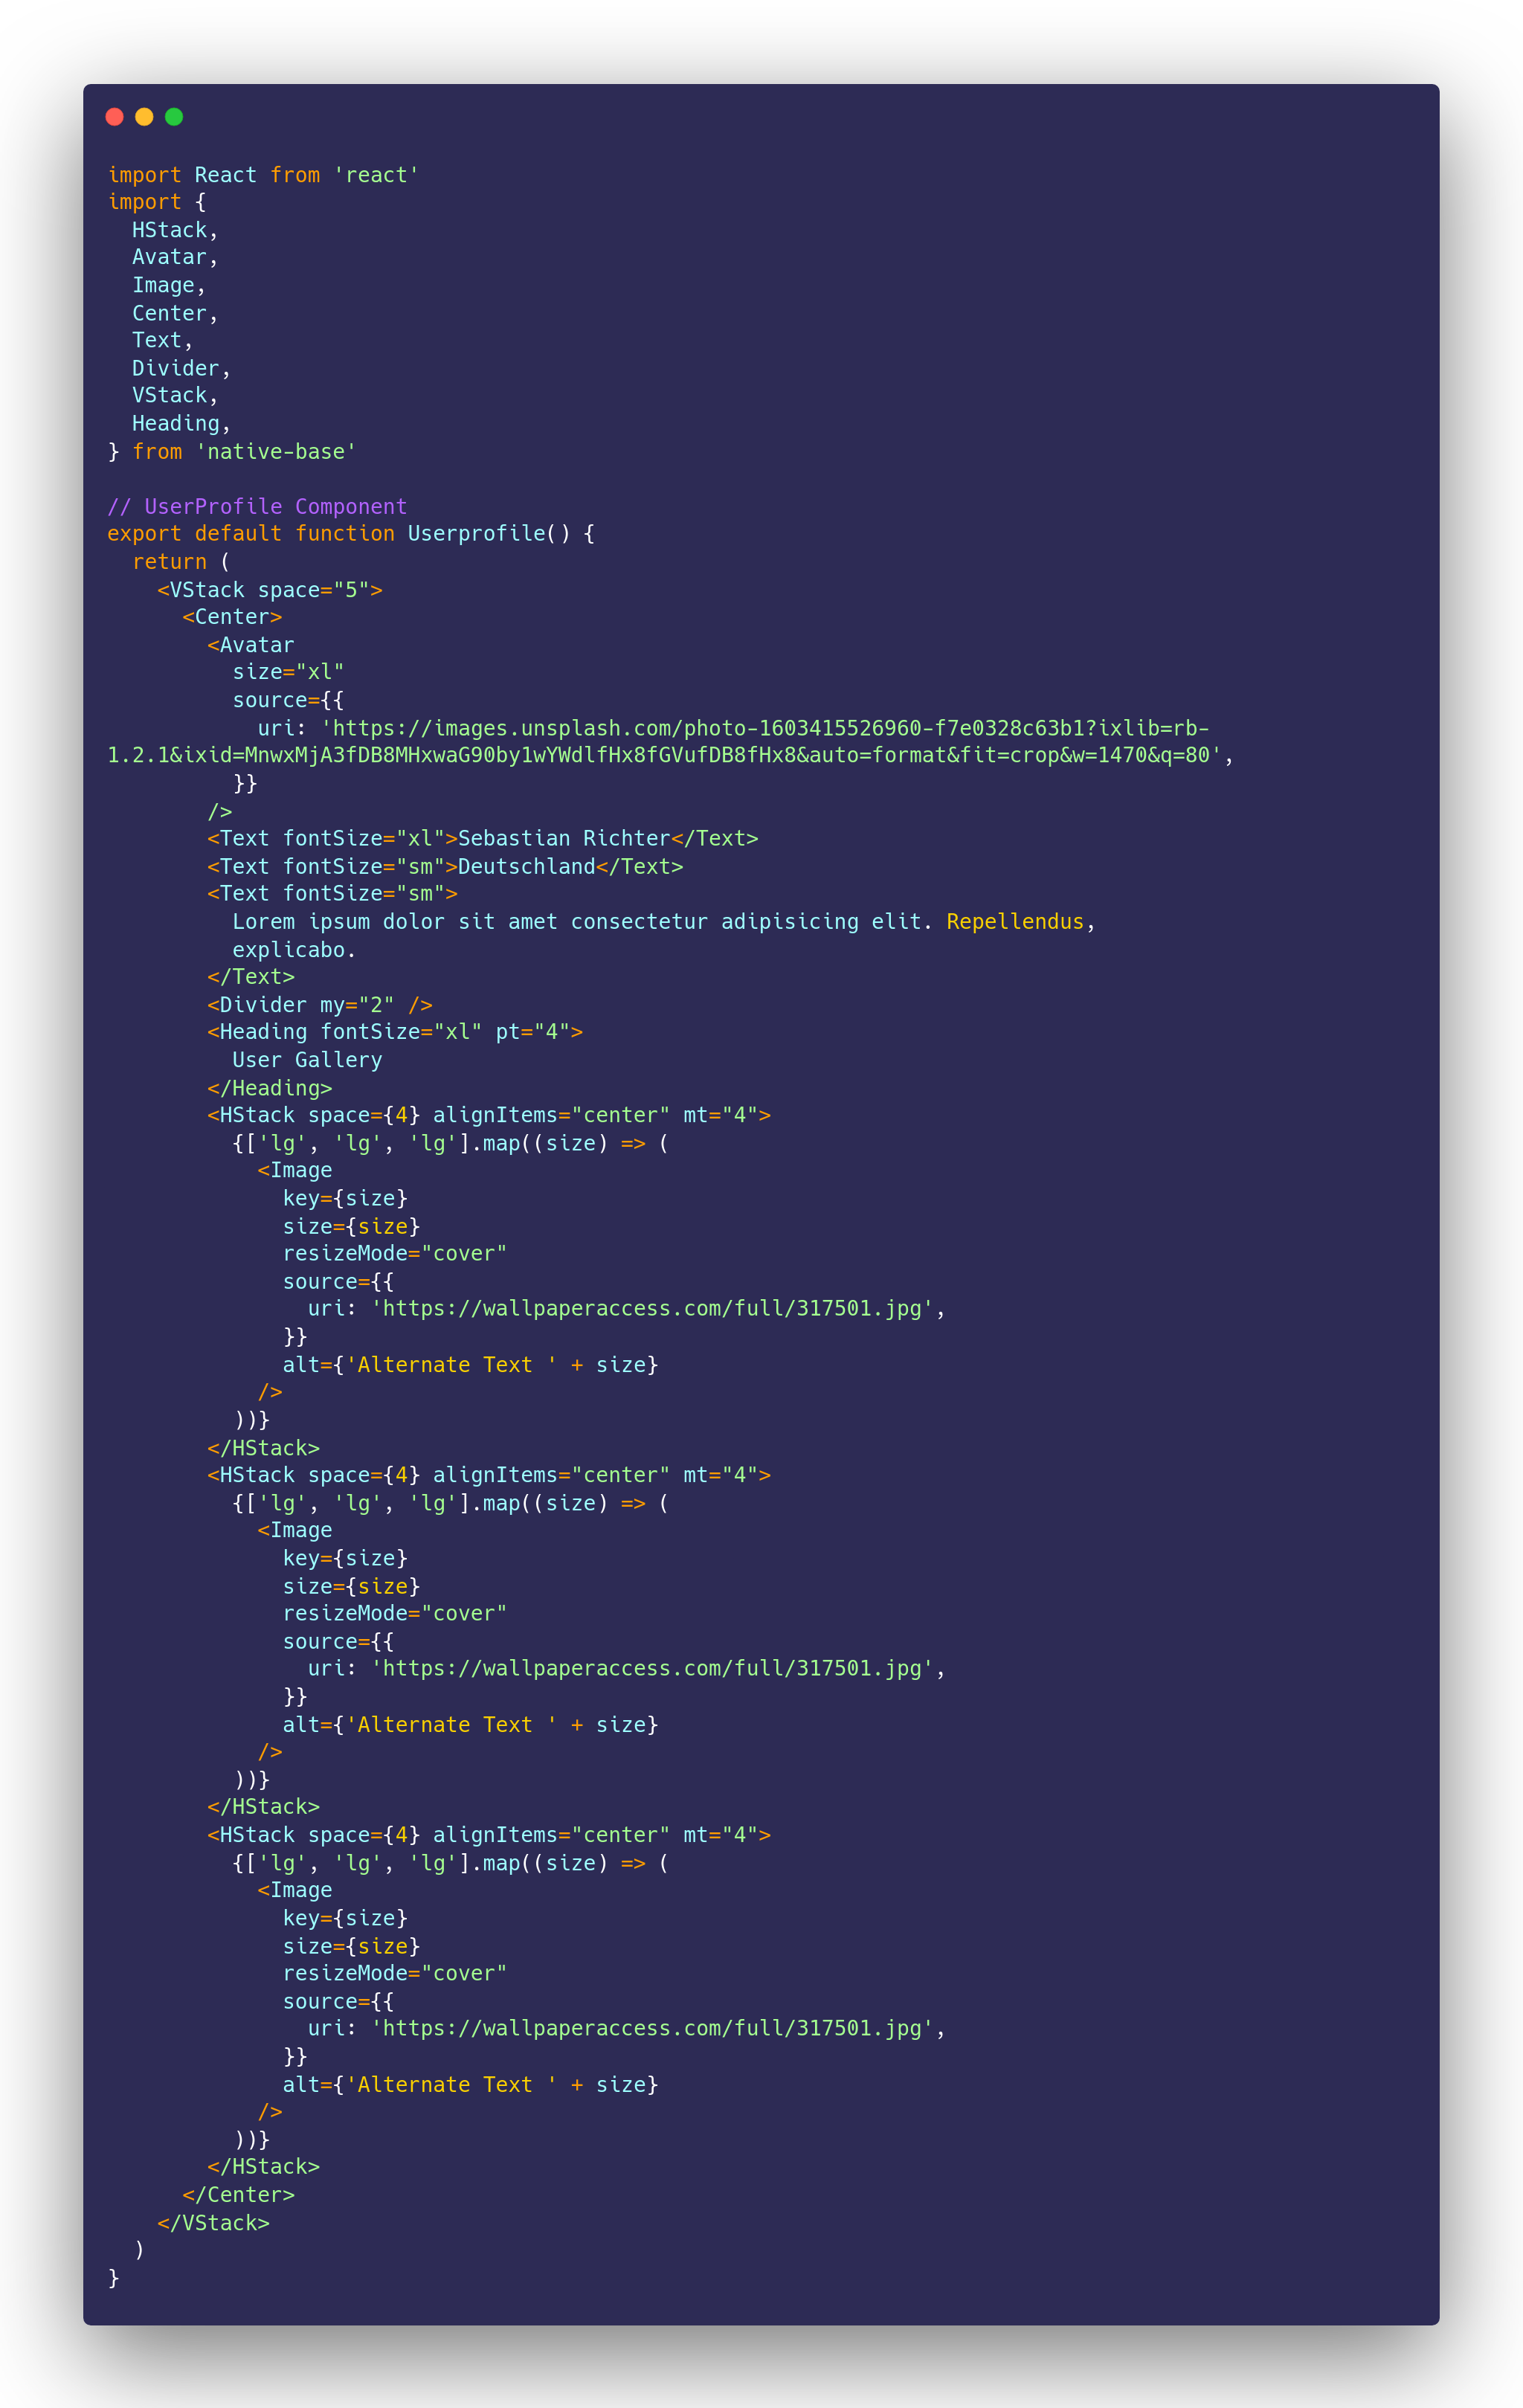 import React from 'react'
import {
  HStack,
  Avatar,
  Image,
  Center,
  Text,
  Divider,
  VStack,
  Heading,
} from 'native-base'

// UserProfile Component
export default function Userprofile() {
  return (
    <VStack space="5">
      <Center>
        <Avatar
          size="xl"
          source={{
            uri: 'https://images.unsplash.com/photo-1603415526960-f7e0328c63b1?ixlib=rb-
1.2.1&ixid=MnwxMjA3fDB8MHxwaG90by1wYWdlfHx8fGVufDB8fHx8&auto=format&fit=crop&w=1470&q=80',
          }}
        />
        <Text fontSize="xl">Sebastian Richter</Text>
        <Text fontSize="sm">Deutschland</Text>
        <Text fontSize="sm">
          Lorem ipsum dolor sit amet consectetur adipisicing elit. Repellendus,
          explicabo.
        </Text>
        <Divider my="2" />
        <Heading fontSize="xl" pt="4">
          User Gallery
        </Heading>
        <HStack space={4} alignItems="center" mt="4">
          {['lg', 'lg', 'lg'].map((size) => (
            <Image
              key={size}
              size={size}
              resizeMode="cover"
              source={{
                uri: 'https://wallpaperaccess.com/full/317501.jpg',
              }}
              alt={'Alternate Text ' + size}
            />
          ))}
        </HStack>
        <HStack space={4} alignItems="center" mt="4">
          {['lg', 'lg', 'lg'].map((size) => (
            <Image
              key={size}
              size={size}
              resizeMode="cover"
              source={{
                uri: 'https://wallpaperaccess.com/full/317501.jpg',
              }}
              alt={'Alternate Text ' + size}
            />
          ))}
        </HStack>
        <HStack space={4} alignItems="center" mt="4">
          {['lg', 'lg', 'lg'].map((size) => (
            <Image
              key={size}
              size={size}
              resizeMode="cover"
              source={{
                uri: 'https://wallpaperaccess.com/full/317501.jpg',
              }}
              alt={'Alternate Text ' + size}
            />
          ))}
        </HStack>
      </Center>
    </VStack>
  )
}